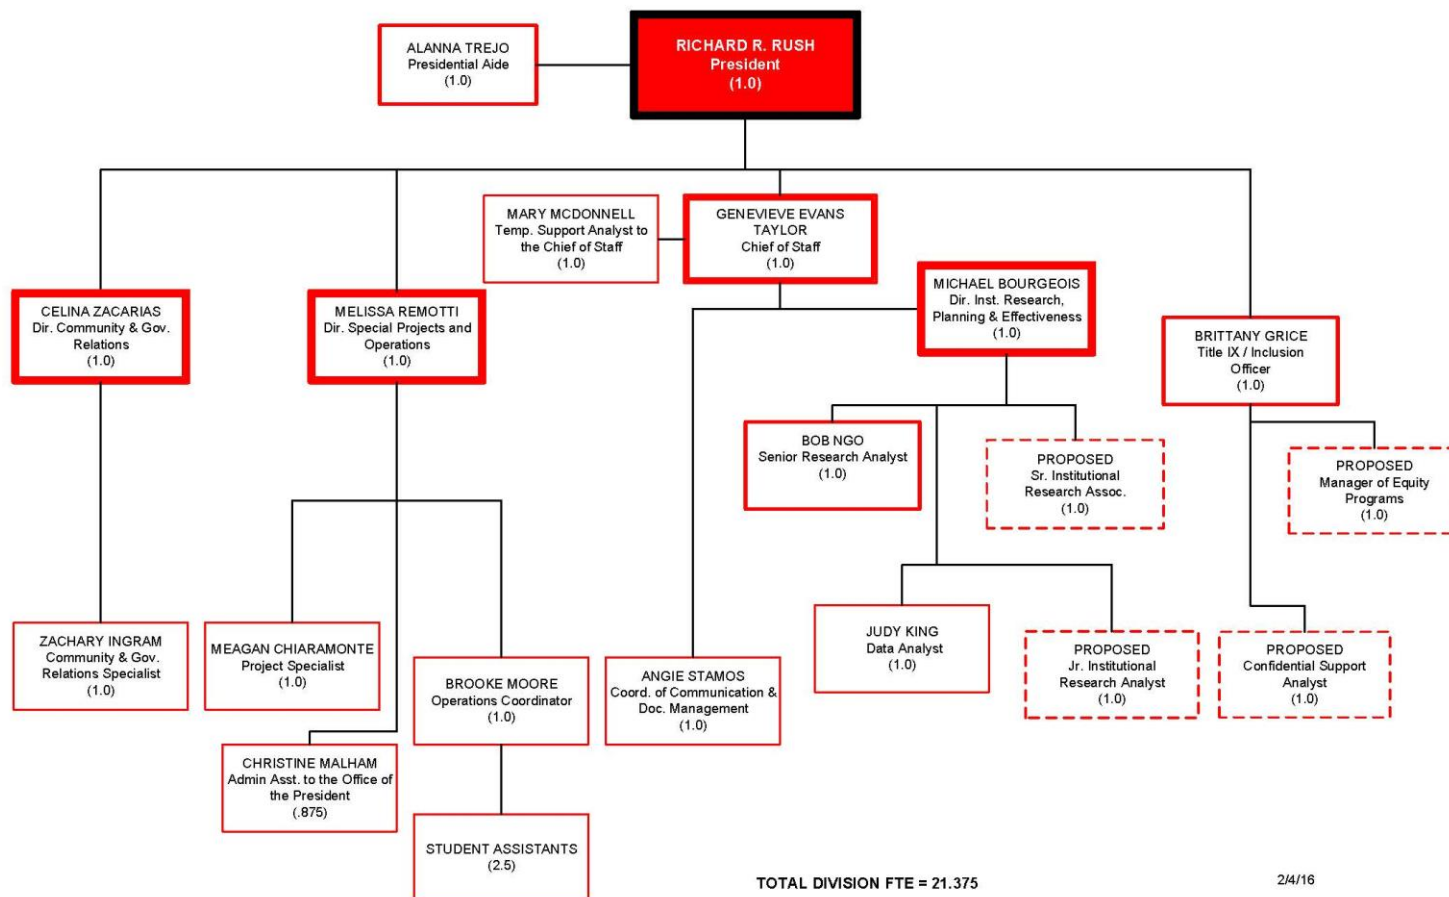 ALANNA TREJO
Presidential Aide
(1.0)
RICHARD R. RUSH
President
(1.0)
MARY MCDONNELL
Temp. Support Analyst to
the Chief of Staff
(1.0)
GENEVIEVE EVANS
TAYLOR
Chief of Staff
(1.0)
CELINA ZACARIAS
Dir. Community & Gov.
Relations
(1.0)
MELISSA REMOTTI
Dir. Special Projects and
Operations
(1.0)
MICHAEL BOURGEOIS
Dir. Inst. Research,
Planning & Effectiveness
(1.0)
BRITTANY GRICE
Title IX / Inclusion
Officer
(1.0)
BOB NGO
Senior Research Analyst
(1.0)
PROPOSED
Sr. Institutional
Research Assoc.
(1.0)
PROPOSED
Manager of Equity
Programs
(1.0)
ZACHARY INGRAM
Community & Gov.
Relations Specialist
(1.0)
MEAGAN CHIARAMONTE
Project Specialist
(1.0)
BROOKE MOORE
Operations Coordinator
(1.0)
ANGIE STAMOS
Coord. of Communication &
Doc. Management
(1.0)
JUDY KING
Data Analyst
(1.0)
PROPOSED
Jr. Institutional
Research Analyst
(1.0)
PROPOSED
Confidential Support
Analyst
(1.0)
CHRISTINE MALHAM
Admin Asst. to the Office of
the President
(.875)
STUDENT ASSISTANTS
(2.5)
TOTAL DIVISION FTE = 21.375
2/4/16